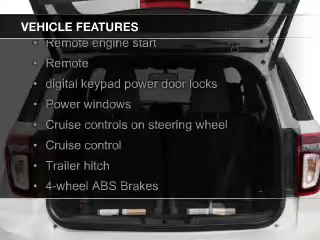 VEHICLE FEATURES
• Remote engine start
• Remote
• digital keypad power door locks
• Power windows
• Cruise controls on steering wheel
• Cruise control
• Trailer hitch
• 4-wheel ABS Brakes